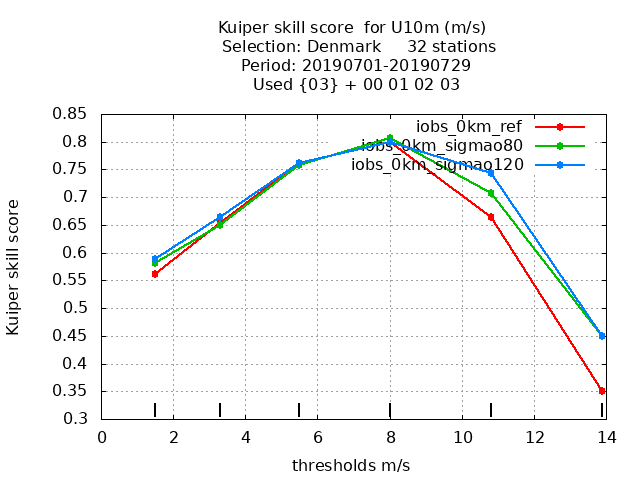 Kuiper skill score  for U10m (m/s)
Selection: Denmark     32 stations
Period: 20190701-20190729
Used {03} + 00 01 02 03
iobs_0km_ref
iobs_0km_sigmao80
iobs_0km_sigmao120
0.85
0.8
0.75
0.7
0.65
0.6
0.55
0.5
0.45
0.4
0.35
0.3
Kuiper skill score
0 2 4 6 8 10 12 14
thresholds m/s